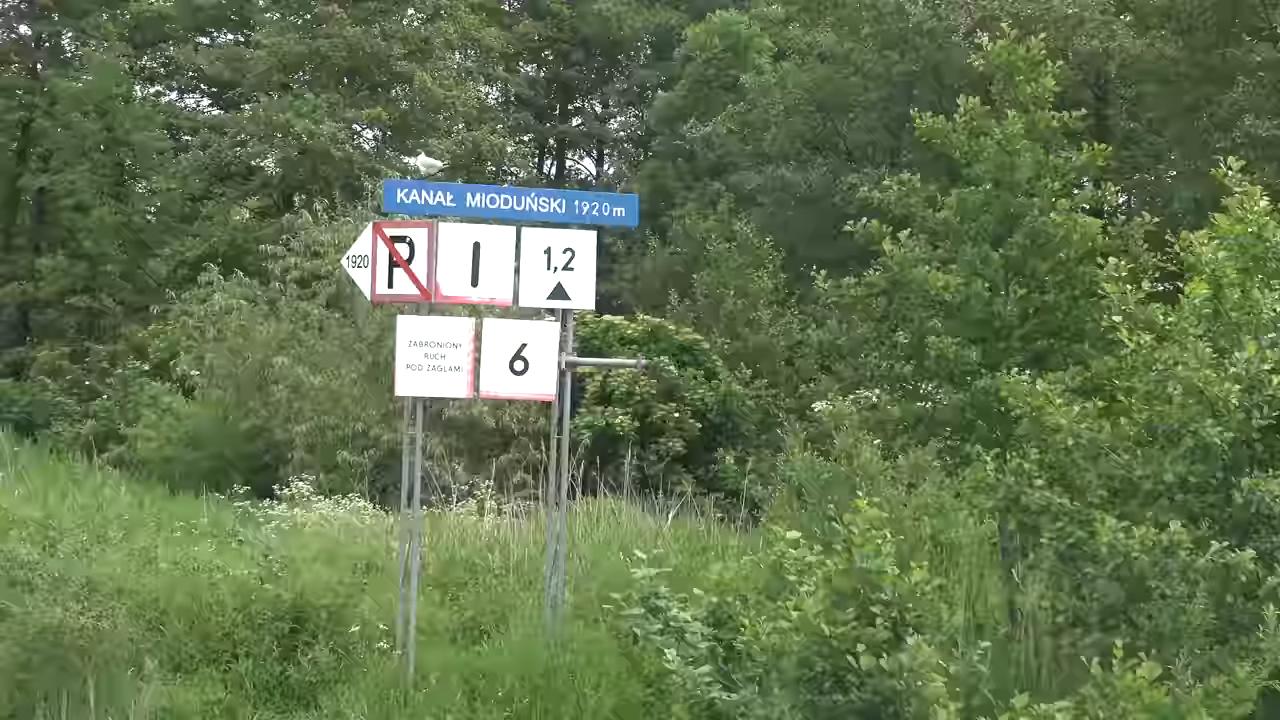 KANAŁ MIODUŃSKI 1920m
1920 P I 1,2
ZABRONIONY
RUCH
POD ŻAGLAMI
6